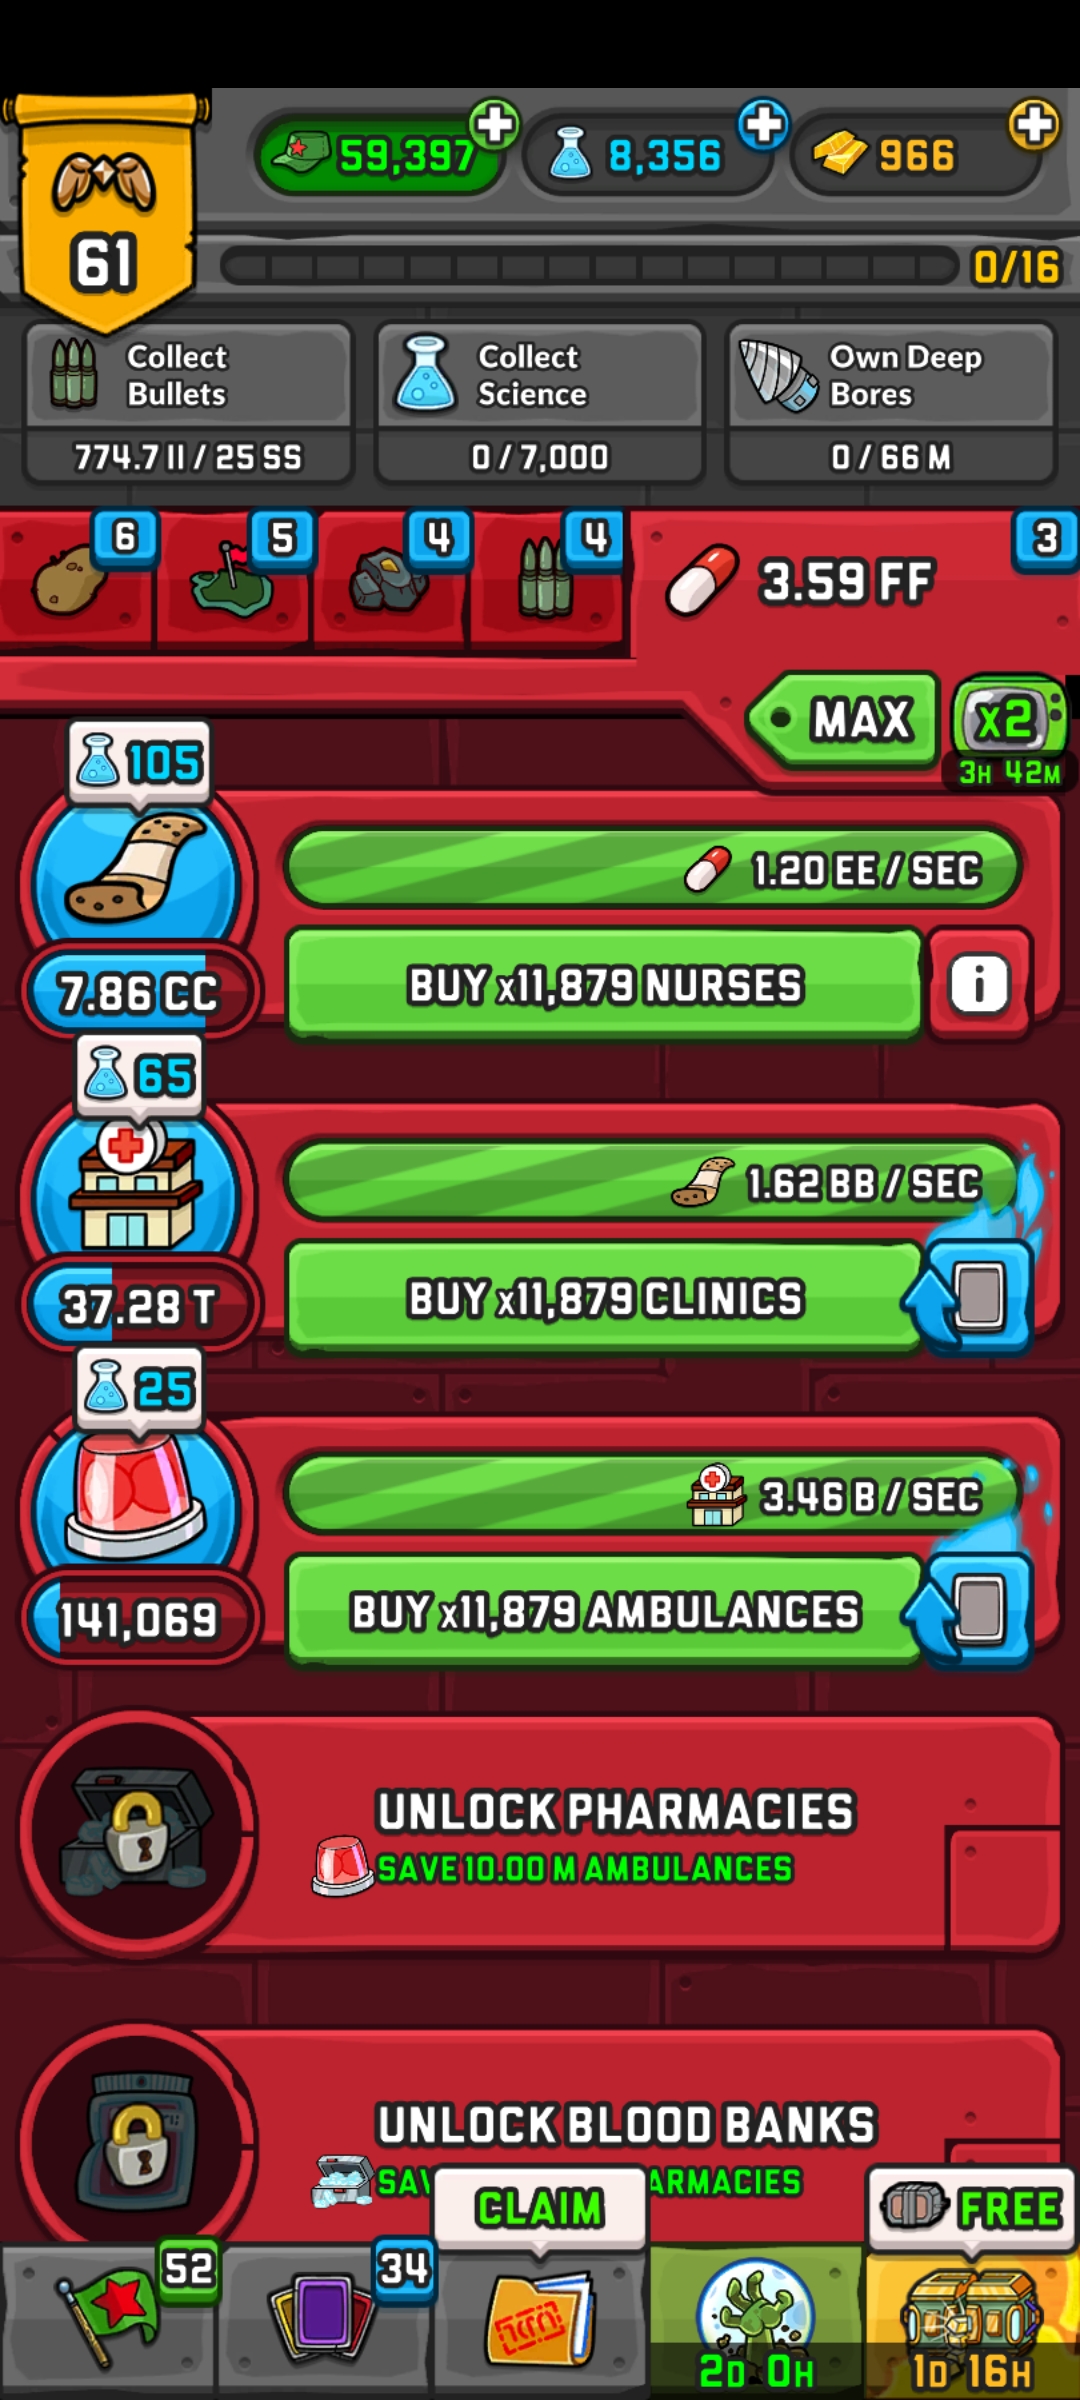 59,397
8,356
966
61
0/16
Collect Bullets
Collect Science
Own Deep Bores
774.7 II / 25 SS
0 / 7,000
0 / 66 M
6
5
4
4
3
3.59 FF
MAX
x2
3H 42M
105
1.20 EE / SEC
7.86 CC
BUY x11,879 NURSES
i
65
1.62 BB / SEC
37.28 T
BUY x11,879 CLINICS
25
3.46 B / SEC
141,069
BUY x11,879 AMBULANCES
UNLOCK PHARMACIES
SAVE 10.00 M AMBULANCES
UNLOCK BLOOD BANKS
CLAIM
FREE
52
34
2D 0H
1D 16H